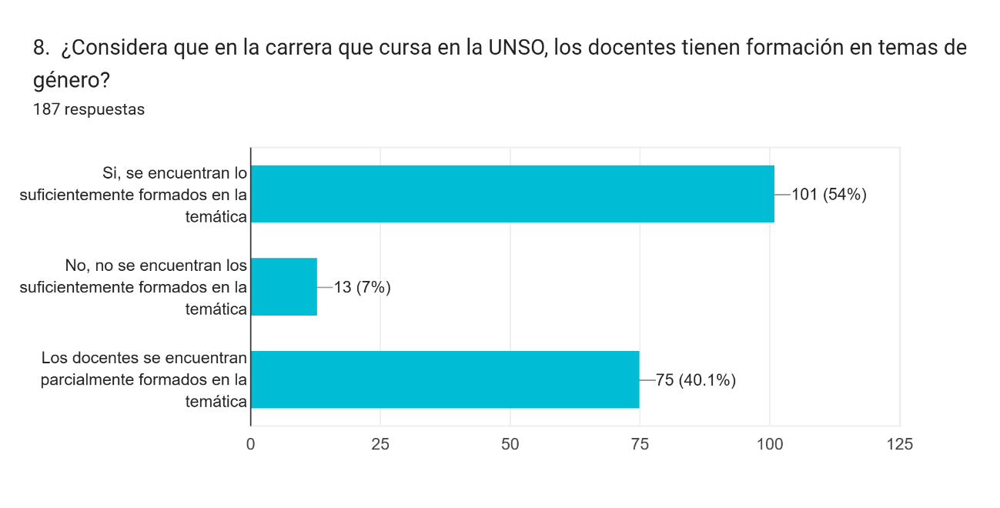 8.  ¿Considera que en la carrera que cursa en la UNSO, los docentes tienen formación en temas de
género?
187 respuestas
Si, se encuentran lo
suficientemente formados en la
temática
101 (54%)
No, no se encuentran los
suficientemente formados en la
temática
13 (7%)
Los docentes se encuentran
parcialmente formados en la
temática
75 (40.1%)
0 25 50 75 100 125